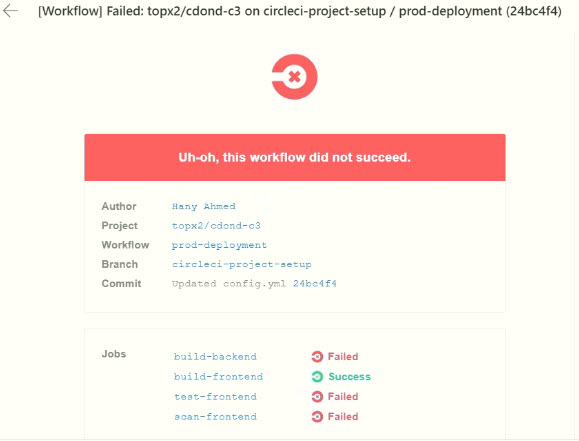 [Workflow] Failed: topx2/cdond-c3 on circleci-project-setup / prod-deployment (24bc4f4)
Uh-oh, this workflow did not succeed.
Author Hany Ahmed
Project topx2/cdond-c3
Workflow prod-deployment
Branch circleci-project-setup
Commit Updated config.yml 24bc4f4
Jobs build-backend Failed
build-frontend Success
test-frontend Failed
scan-frontend Failed